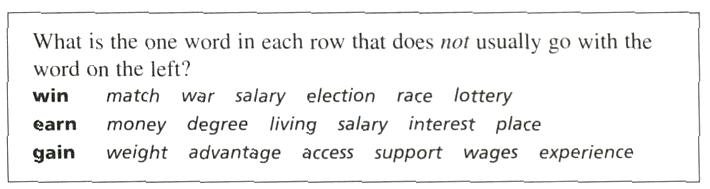 What is the one word in each row that does not usually go with the
word on the left?
win match war salary election race lottery
earn money degree living salary interest place
gain weight advantage access support wages experience